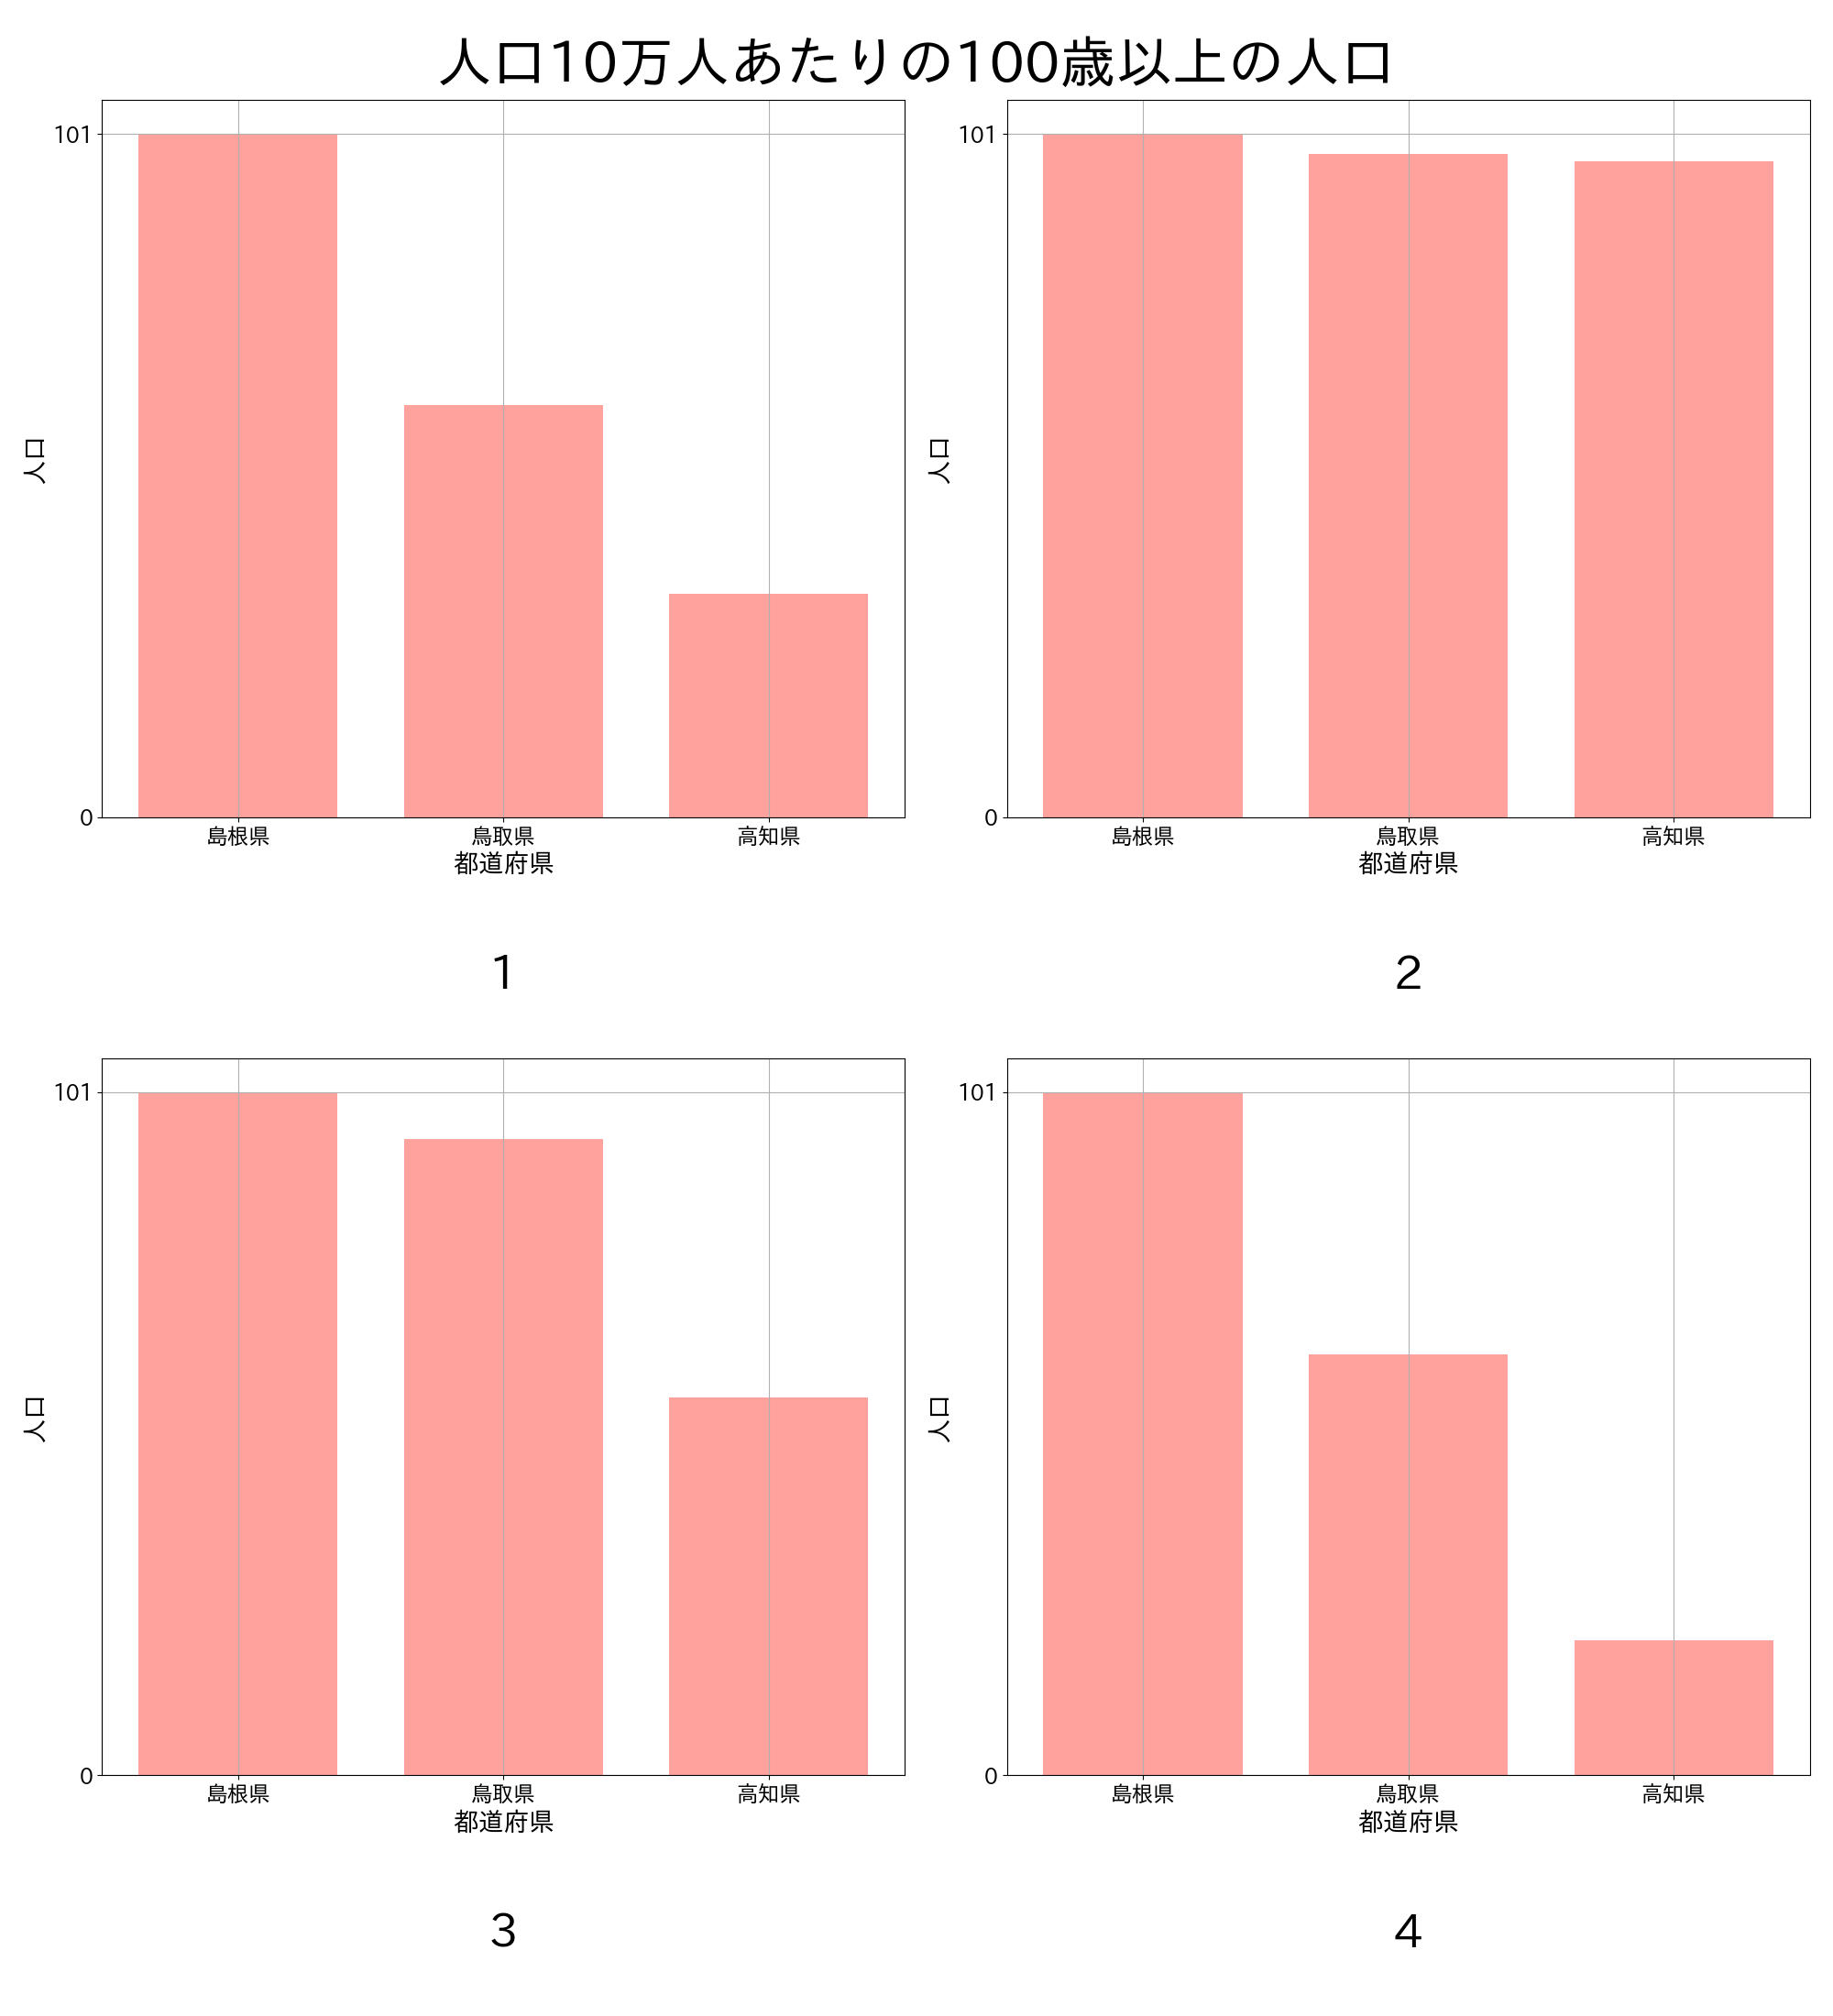 人口10万人あたりの100歳以上の人口
101
人口
0
島根県 鳥取県 高知県
都道府県
1
101
人口
0
島根県 鳥取県 高知県
都道府県
2
101
人口
0
島根県 鳥取県 高知県
都道府県
3
101
人口
0
島根県 鳥取県 高知県
都道府県
4